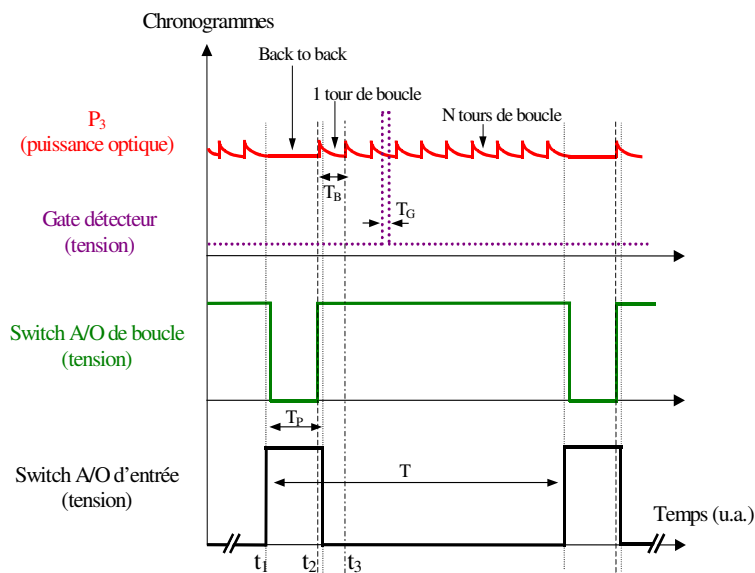 Chronogrammes
Back to back
1 tour de boucle
N tours de boucle
P3
(puissance optique)
TB
TG
Gate détecteur
(tension)
Switch A/O de boucle
(tension)
TP
Switch A/O d'entrée
(tension)
T
Temps (u.a.)
t1
t2
t3